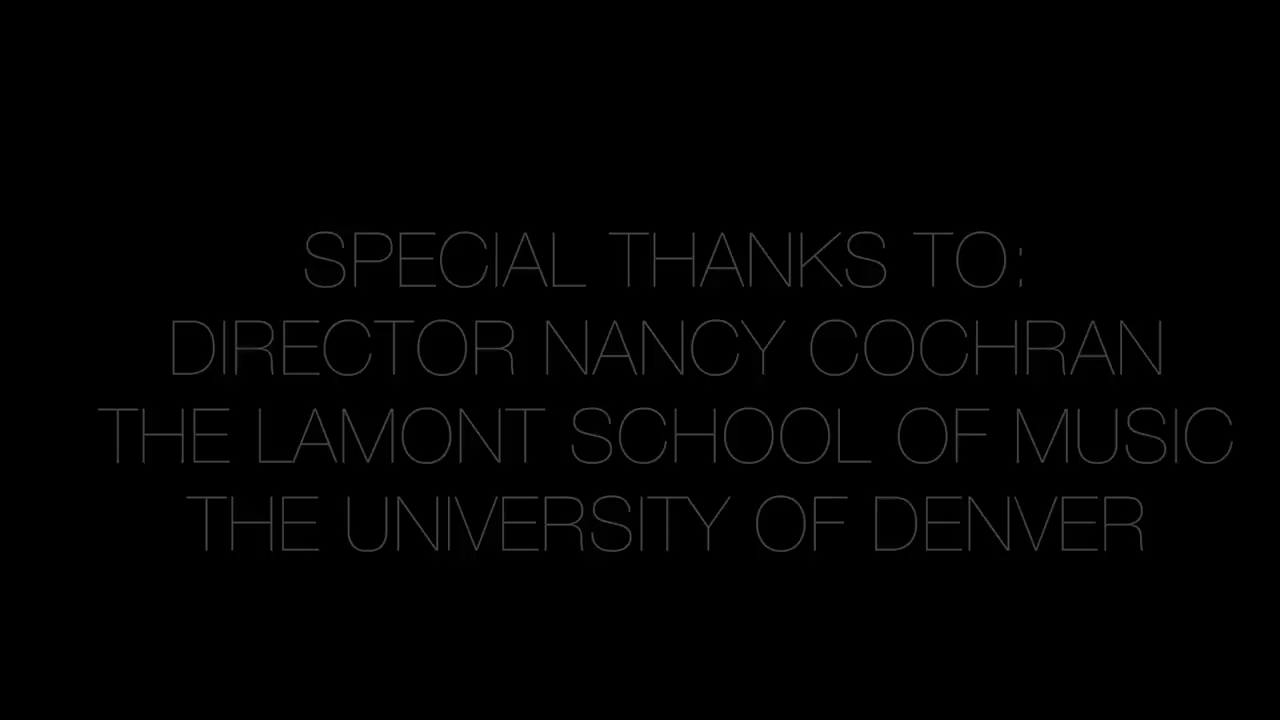 SPECIAL THANKS TO:
DIRECTOR NANCY COCHRAN
THE LAMONT SCHOOL OF MUSIC
THE UNIVERSITY OF DENVER